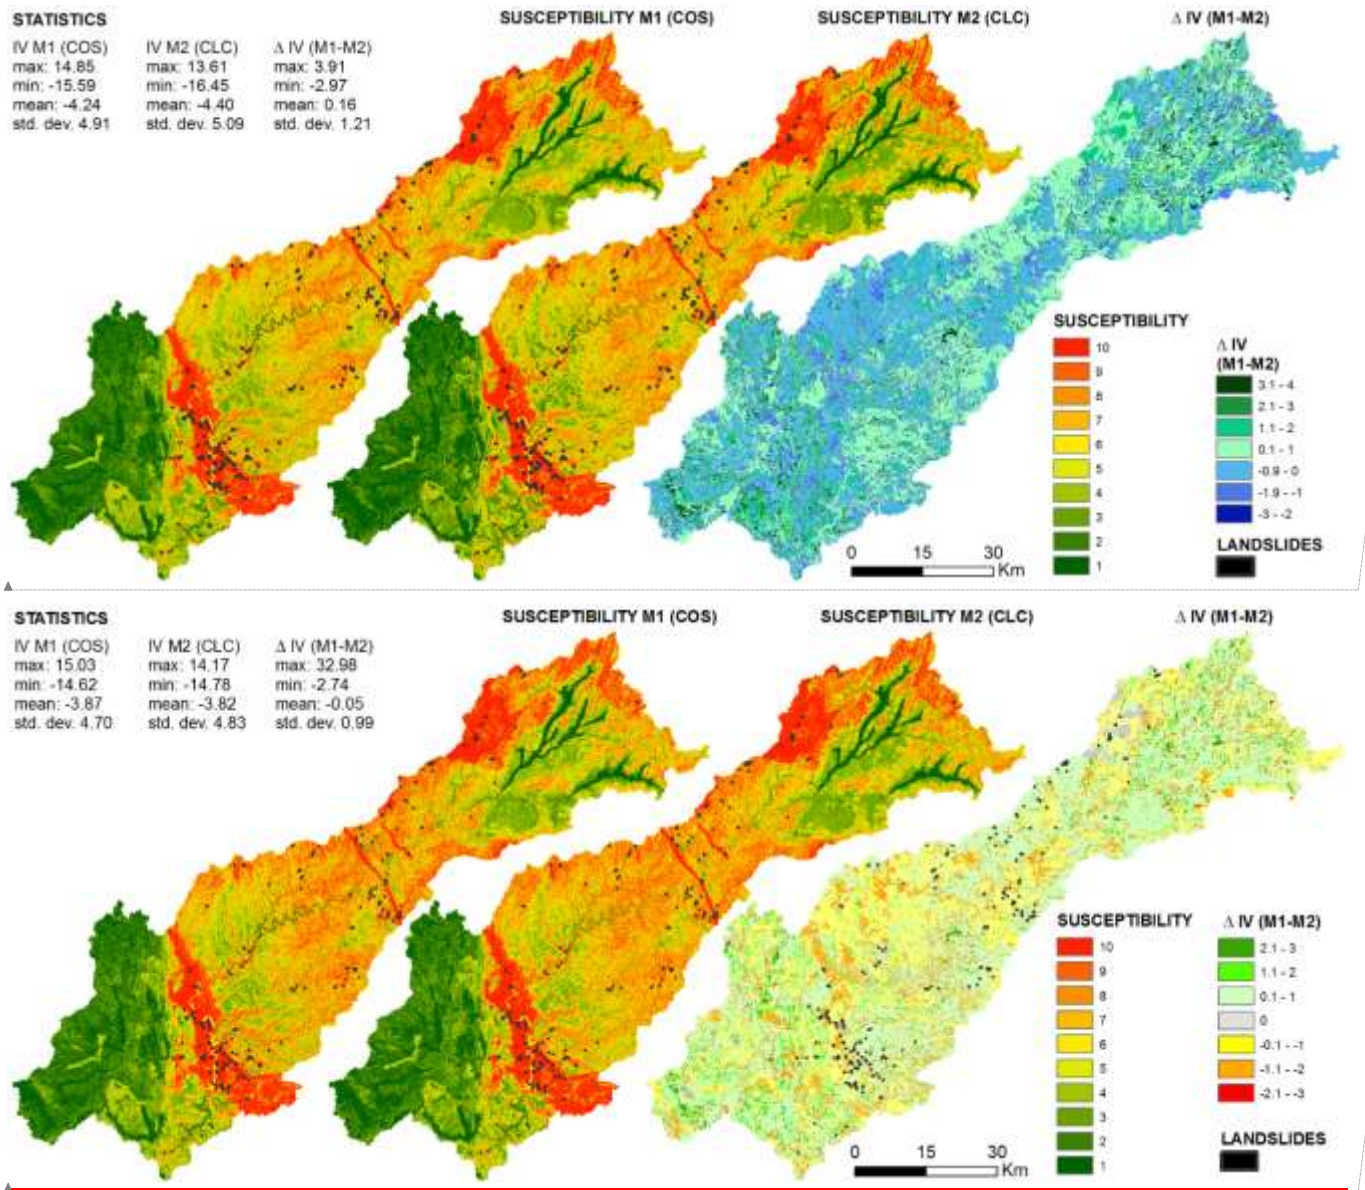 STATISTICS
IV M1 (COS) IV M2 (CLC) Δ IV (M1-M2)
max: 14.85 max: 13.61 max: 3.91
min: -15.59 min: -16.45 min: -2.97
mean: -4.24 mean: -4.40 mean: 0.16
std. dev. 4.91 std. dev. 5.09 std. dev. 1.21
SUSCEPTIBILITY M1 (COS)
SUSCEPTIBILITY M2 (CLC)
Δ IV (M1-M2)
SUSCEPTIBILITY
10
9
8
7
6
5
4
3
2
1
Δ IV
(M1-M2)
3.1 - 4
2.1 - 3
1.1 - 2
0.1 - 1
-0.9 - 0
-1.9 - -1
-3 - -2
LANDSLIDES
0 15 30
Km
STATISTICS
IV M1 (COS) IV M2 (CLC) Δ IV (M1-M2)
max: 15.03 max: 14.17 max: 32.98
min: -14.62 min: -14.78 min: -2.74
mean: -3.87 mean: -3.82 mean: -0.05
std. dev. 4.70 std. dev. 4.83 std. dev. 0.99
SUSCEPTIBILITY M1 (COS)
SUSCEPTIBILITY M2 (CLC)
Δ IV (M1-M2)
SUSCEPTIBILITY
10
9
8
7
6
5
4
3
2
1
Δ IV (M1-M2)
2.1 - 3
1.1 - 2
0.1 - 1
0
-0.1 - -1
-1.1 - -2
-2.1 - -3
LANDSLIDES
0 15 30
Km